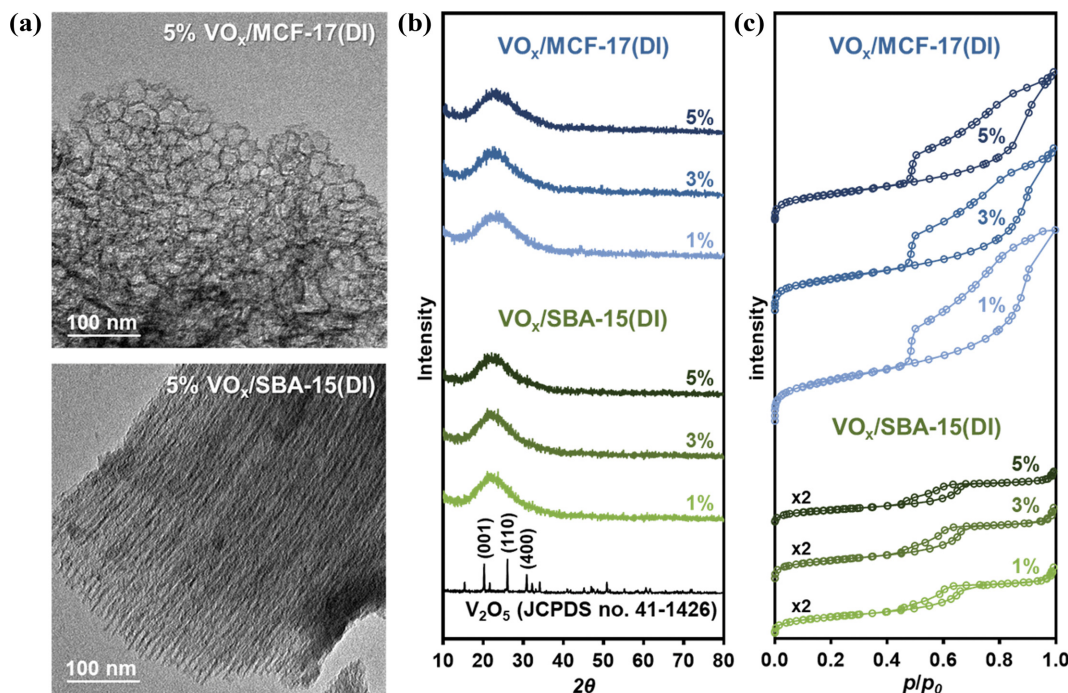 (a)
5% VOx/MCF-17(DI)
100 nm
5% VOx/SBA-15(DI)
100 nm
(b)
VOx/MCF-17(DI)
5%
3%
1%
VOx/SBA-15(DI)
5%
3%
1%
(001)
(110)
(400)
V2O5 (JCPDS no. 41-1426)
Intensity
10 20 30 40 50 60 70 80
2θ
(c)
VOx/MCF-17(DI)
5%
3%
1%
VOx/SBA-15(DI)
5%
x2
3%
x2
1%
x2
intensity
0.0 0.2 0.4 0.6 0.8 1.0
p/p0